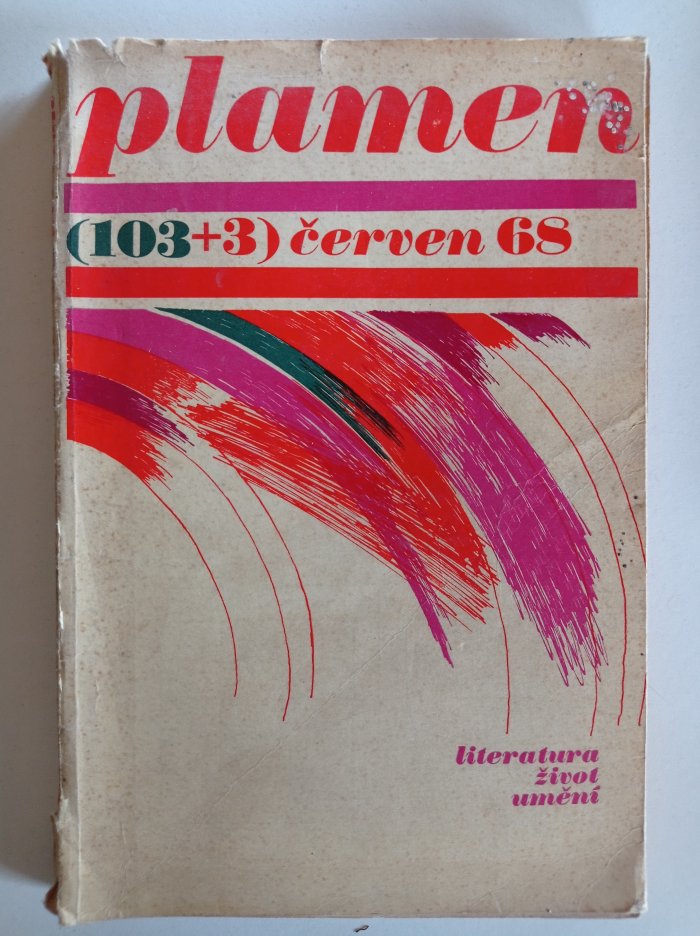 plamen
(103+3) červen 68
literatura
život
umění